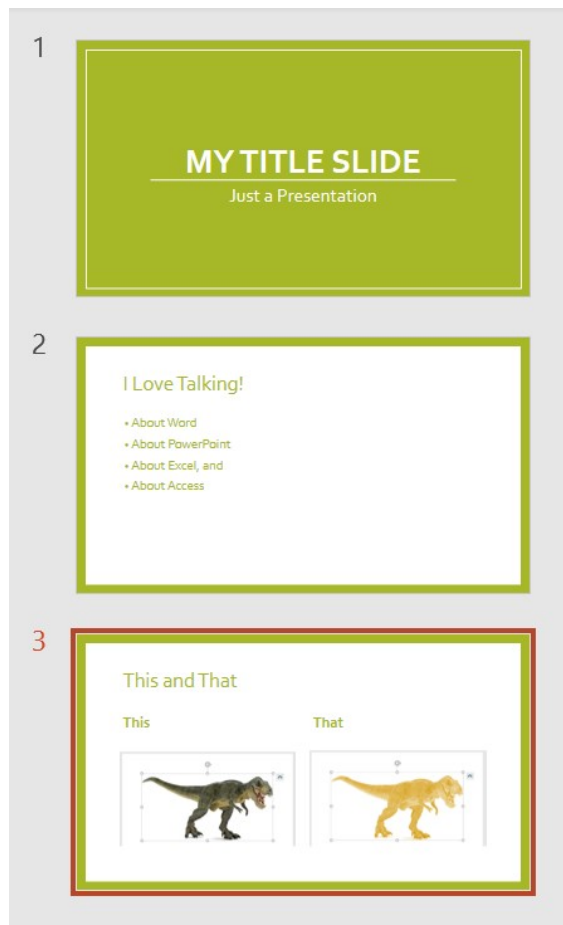 1
MY TITLE SLIDE
Just a Presentation
2
I Love Talking!
• About Word
• About PowerPoint
• About Excel, and
• About Access
3
This and That
This That